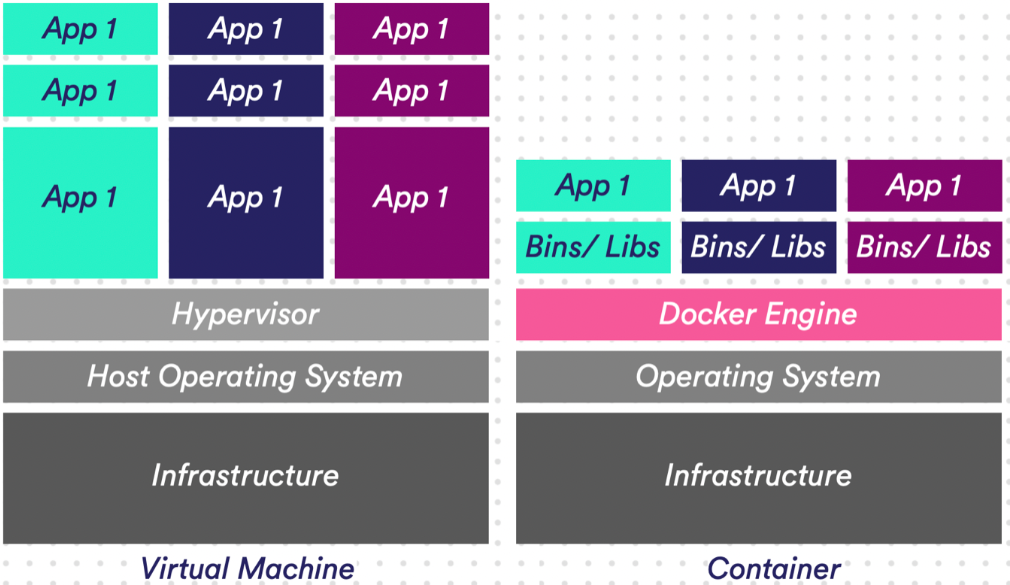 App 1 App 1 App 1
App 1 App 1 App 1
App 1 App 1 App 1
Hypervisor
Host Operating System
Infrastructure
Virtual Machine
App 1 App 1 App 1
Bins/ Libs Bins/ Libs Bins/ Libs
Docker Engine
Operating System
Infrastructure
Container